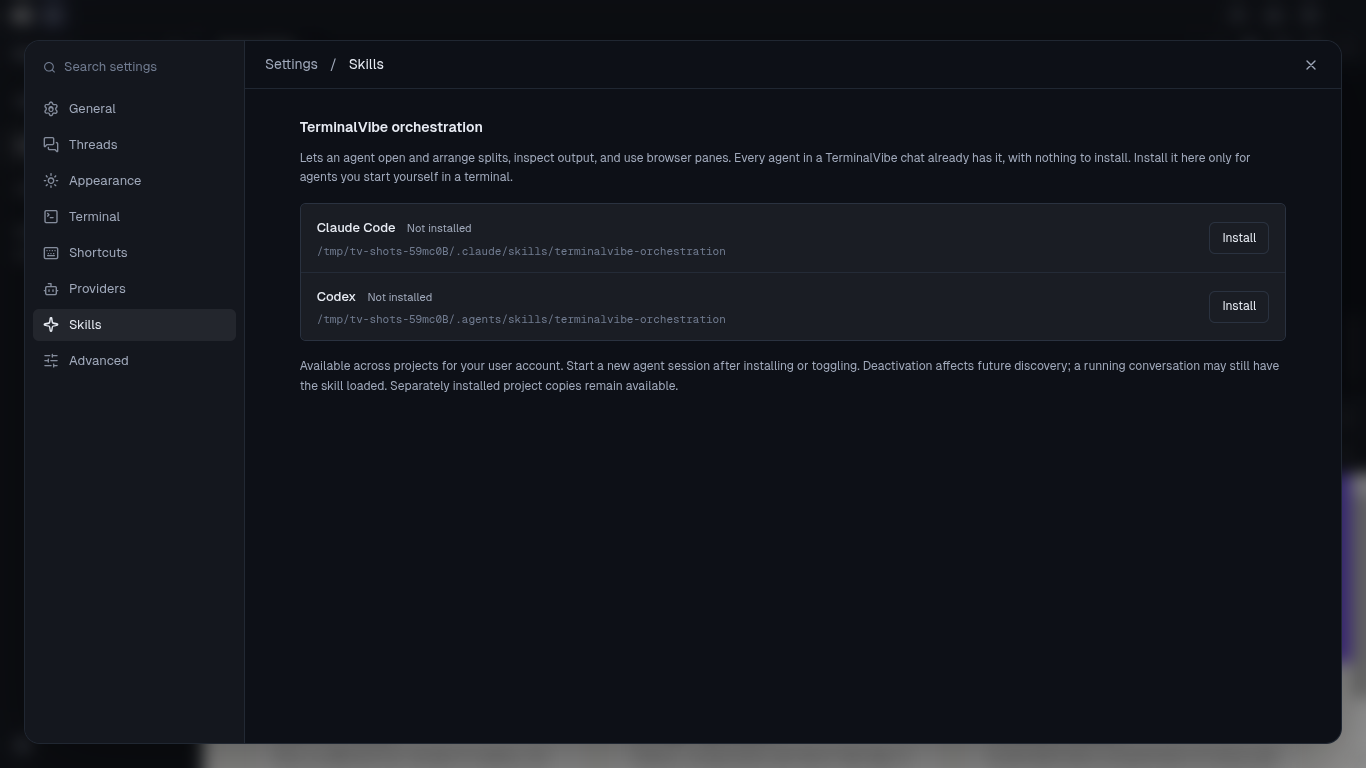 Search settings
General
Threads
Appearance
Terminal
Shortcuts
Providers
Skills
Advanced
Settings / Skills
TerminalVibe orchestration
Lets an agent open and arrange splits, inspect output, and use browser panes. Every agent in a TerminalVibe chat already has it, with nothing to install. Install it here only for
agents you start yourself in a terminal.
Claude Code Not installed
/tmp/tv-shots-59mc0B/.claude/skills/terminalvibe-orchestration
Install
Codex Not installed
/tmp/tv-shots-59mc0B/.agents/skills/terminalvibe-orchestration
Install
Available across projects for your user account. Start a new agent session after installing or toggling. Deactivation affects future discovery; a running conversation may still have
the skill loaded. Separately installed project copies remain available.